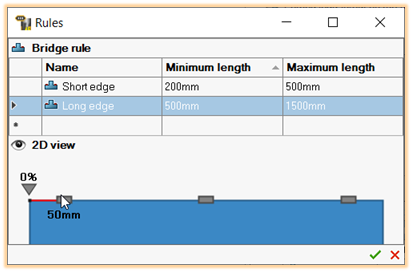 Rules
Bridge rule
Name Minimum length Maximum length
Short edge 200mm 500mm
Long edge 500mm 1500mm
2D view
0%
50mm